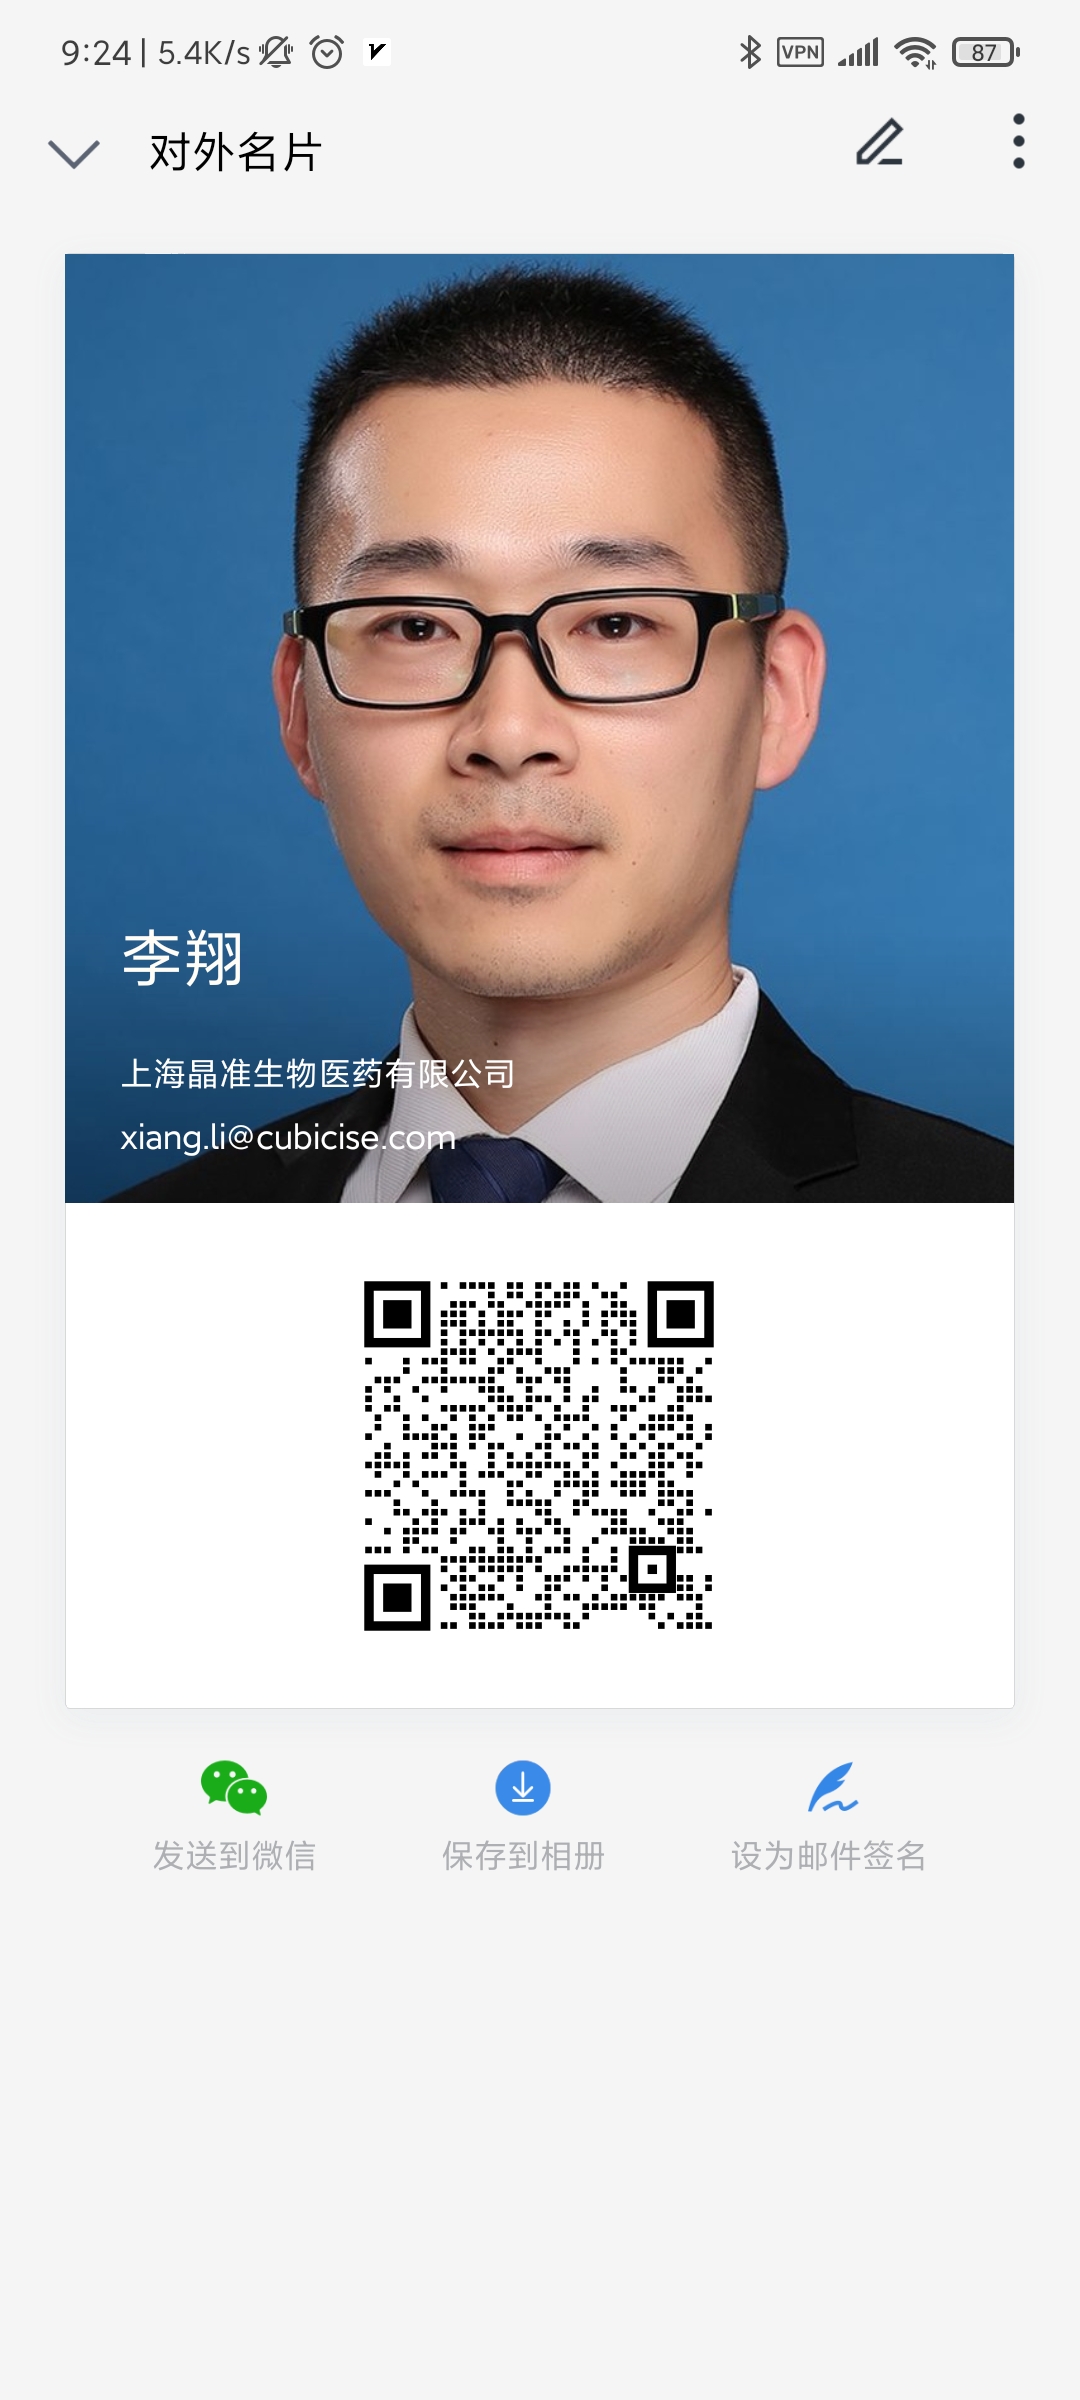 9:24 | 5.4K/s
VPN
87
对外名片
李翔
上海晶准生物医药有限公司
xiang.li@cubicise.com
发送到微信
保存到相册
设为邮件签名